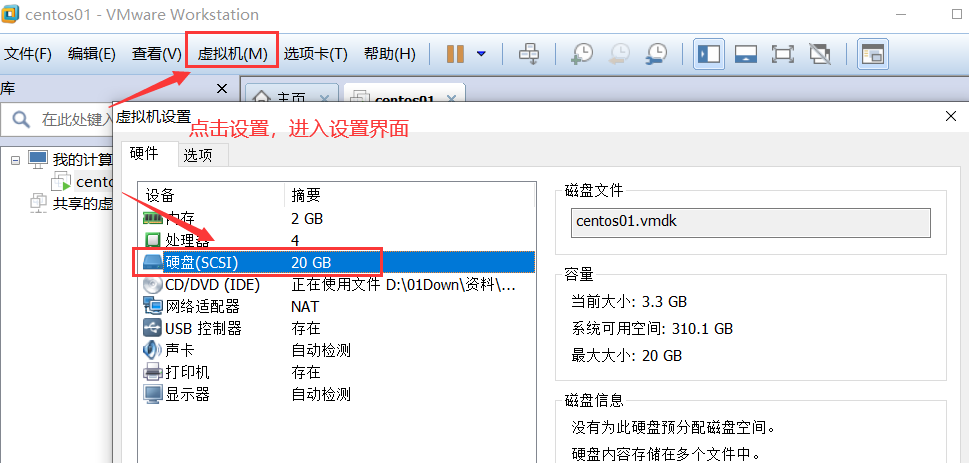 centos01 - VMware Workstation
文件(F) 编辑(E) 查看(V) 虚拟机(M) 选项卡(T) 帮助(H)
库
主页
centos01
在此处键入
虚拟机设置
点击设置，进入设置界面
硬件 选项
我的计算
cento
共享的虚
设备 摘要
内存 2 GB
处理器 4
硬盘(SCSI) 20 GB
CD/DVD (IDE) 正在使用文件 D:\01Down\资料\...
网络适配器 NAT
USB 控制器 存在
声卡 自动检测
打印机 存在
显示器 自动检测
磁盘文件
centos01.vmdk
容量
当前大小: 3.3 GB
系统可用空间: 310.1 GB
最大大小: 20 GB
磁盘信息
没有为此硬盘预分配磁盘空间。
硬盘内容存储在多个文件中。